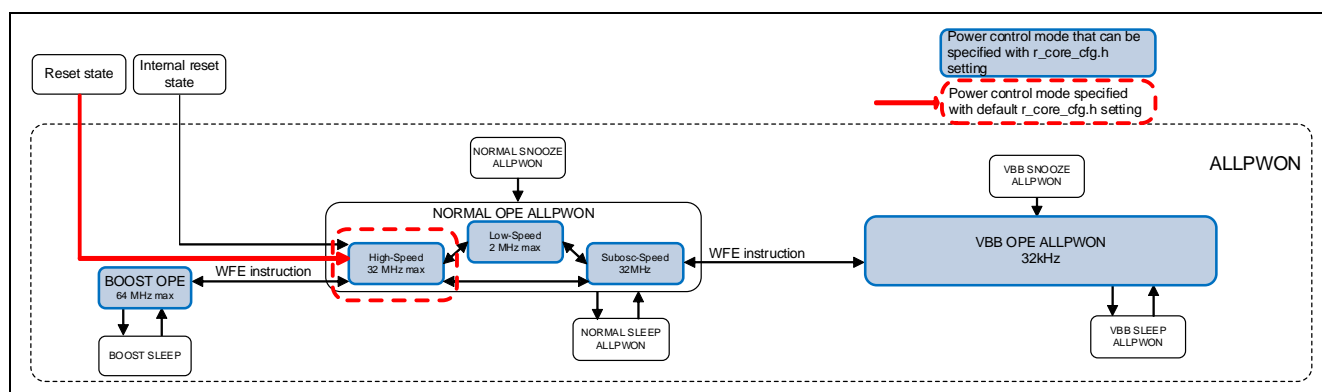 Reset state
Internal reset
state
Power control mode that can be
specified with r_core_cfg.h
setting
Power control mode specified
with default r_core_cfg.h setting
ALLPWON
NORMAL SNOOZE
ALLPWON
VBB SNOOZE
ALLPWON
NORMAL OPE ALLPWON
Low-Speed
2 MHz max
High-Speed
32 MHz max
Subosc-Speed
32MHz
WFE instruction
VBB OPE ALLPWON
32kHz
WFE instruction
BOOST OPE
64 MHz max
BOOST SLEEP
NORMAL SLEEP
ALLPWON
VBB SLEEP
ALLPWON